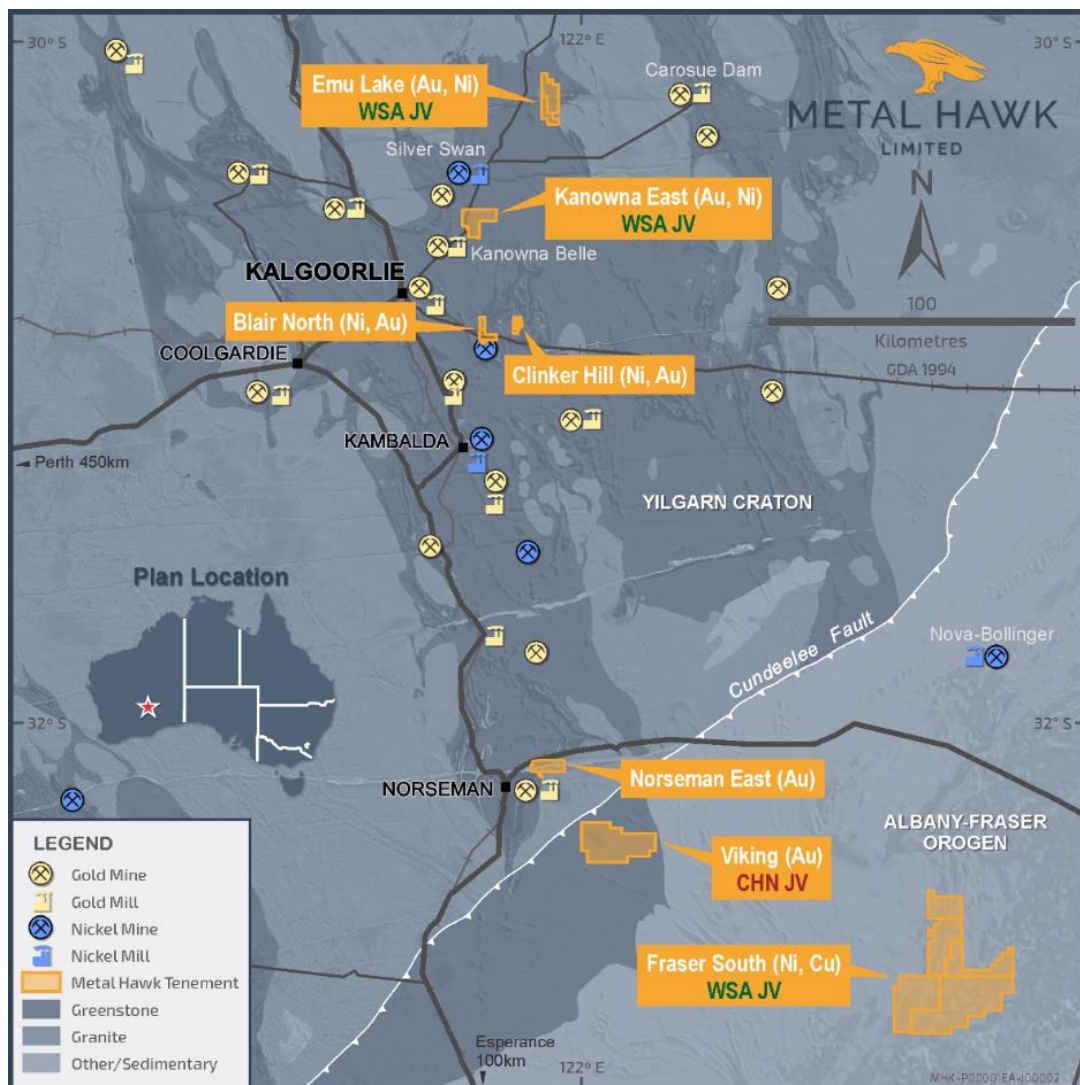 30° S
122° E
30° S
Emu Lake (Au, Ni)
WSA JV
Carosue Dam
METAL HAWK
LIMITED
Silver Swan
N
Kanowna East (Au, Ni)
WSA JV
Kanowna Belle
KALGOORLIE
100
Kilometres
GDA 1994
Blair North (Ni, Au)
COOLGARDIE
Clinker Hill (Ni, Au)
KAMBALDA
Perth 450km
YILGARN CRATON
Plan Location
Cundeelee Fault
Nova-Bollinger
32° S
32° S
NORSEMAN
Norseman East (Au)
ALBANY-FRASER
OROGEN
Viking (Au)
CHN JV
LEGEND
Gold Mine
Gold Mill
Nickel Mine
Nickel Mill
Metal Hawk Tenement
Greenstone
Granite
Other/Sedimentary
Fraser South (Ni, Cu)
WSA JV
Esperance
100km
122° E